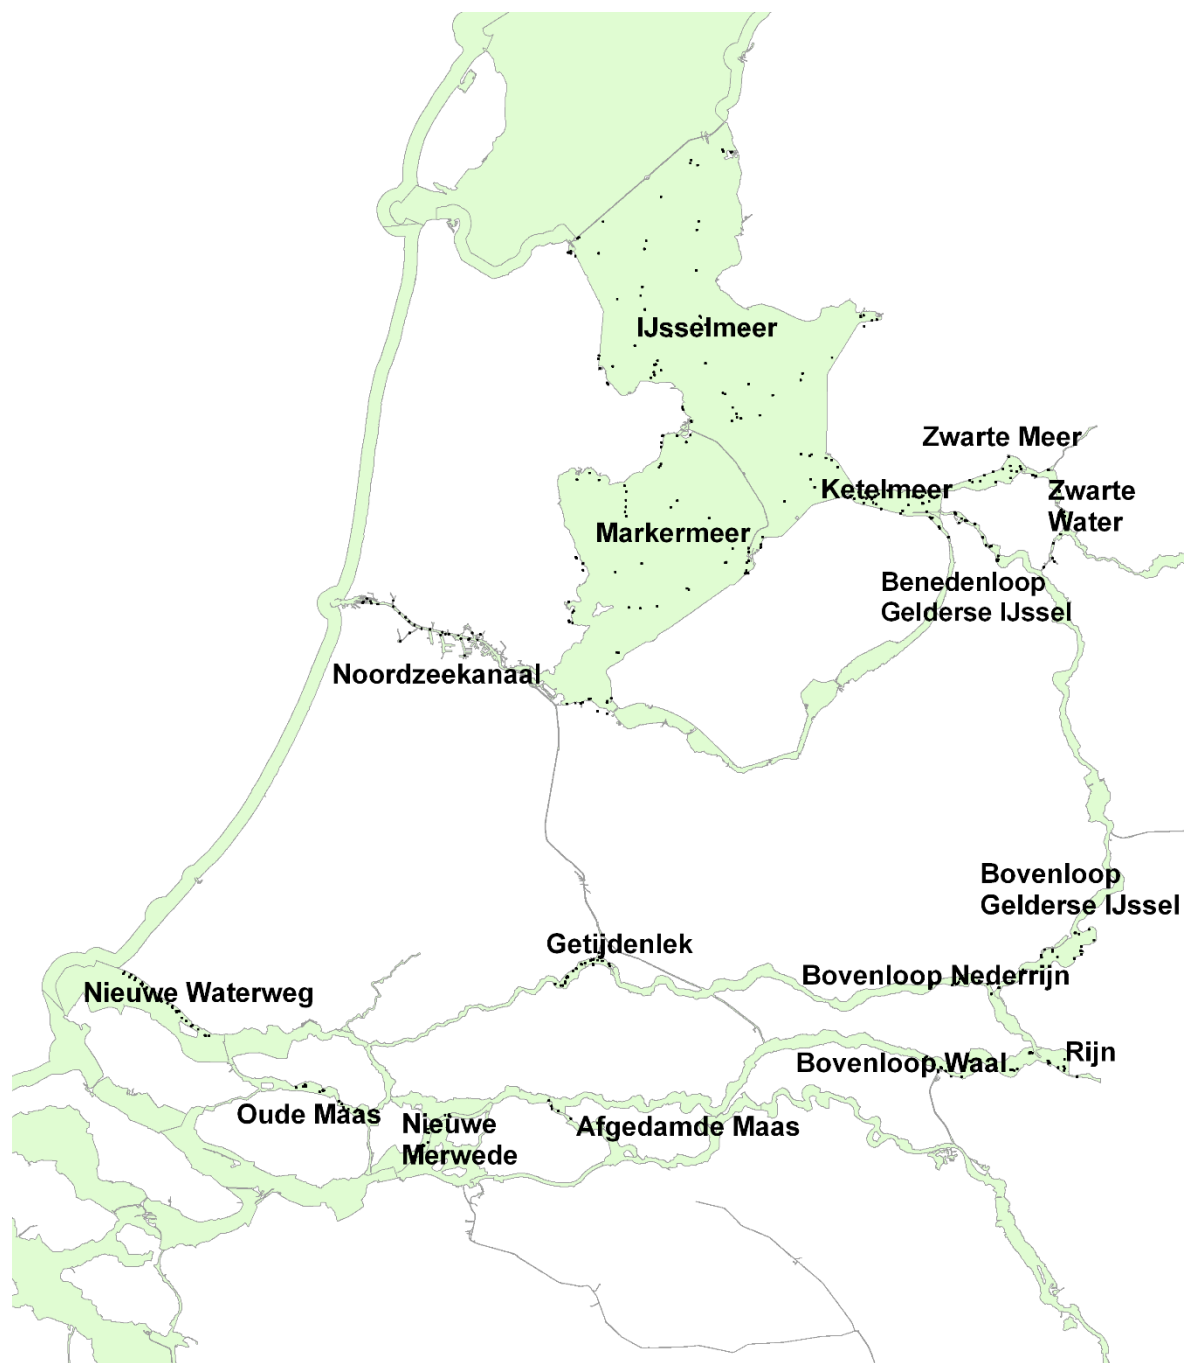 IJsselmeer
Zwarte Meer
Ketelmeer
Zwarte
Water
Markermeer
Benedenloop
Gelderse IJssel
Noordzeekanaal
Bovenloop
Gelderse IJssel
Getijdenlek
Bovenloop Nederrijn
Nieuwe Waterweg
Bovenloop Waal
Rijn
Oude Maas
Nieuwe
Merwede
Afgedamde Maas